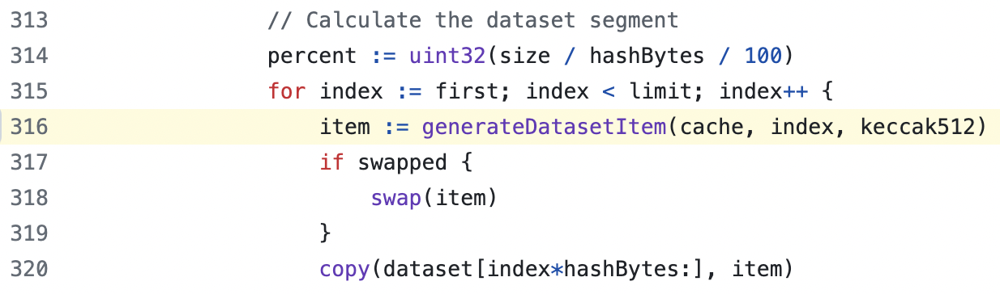 313 // Calculate the dataset segment
314 percent := uint32(size / hashBytes / 100)
315 for index := first; index < limit; index++ {
316 item := generateDatasetItem(cache, index, keccak512)
317 if swapped {
318 swap(item)
319 }
320 copy(dataset[index*hashBytes:], item)